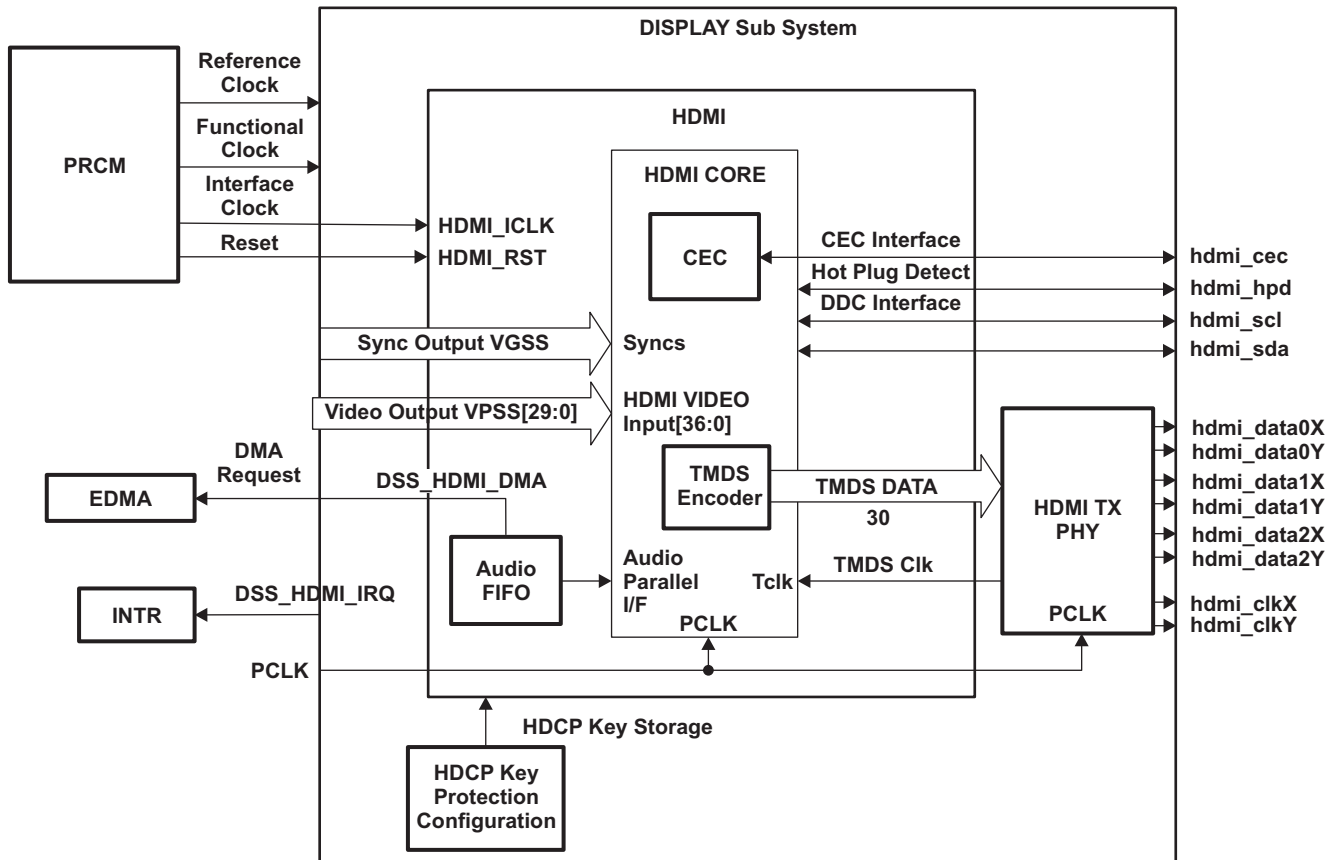 DISPLAY Sub System
Reference
Clock
HDMI
Functional
Clock
PRCM
HDMI CORE
Interface
Clock
HDMI_ICLK
CEC Interface
Reset
HDMI_RST
CEC
hdmi_cec
Hot Plug Detect
hdmi_hpd
DDC Interface
hdmi_scl
Sync Output VGSS
Syncs
hdmi_sda
Video Output VPSS[29:0]
HDMI VIDEO
Input[36:0]
hdmi_data0X
hdmi_data0Y
DMA
Request
DSS_HDMI_DMA
TMDS
Encoder
TMDS DATA
30
HDMI TX
PHY
hdmi_data1X
hdmi_data1Y
EDMA
hdmi_data2X
hdmi_data2Y
Audio
FIFO
Audio
Parallel
I/F
Tclk
TMDS Clk
DSS_HDMI_IRQ
INTR
hdmi_clkX
hdmi_clkY
PCLK
PCLK
PCLK
HDCP Key Storage
HDCP Key
Protection
Configuration